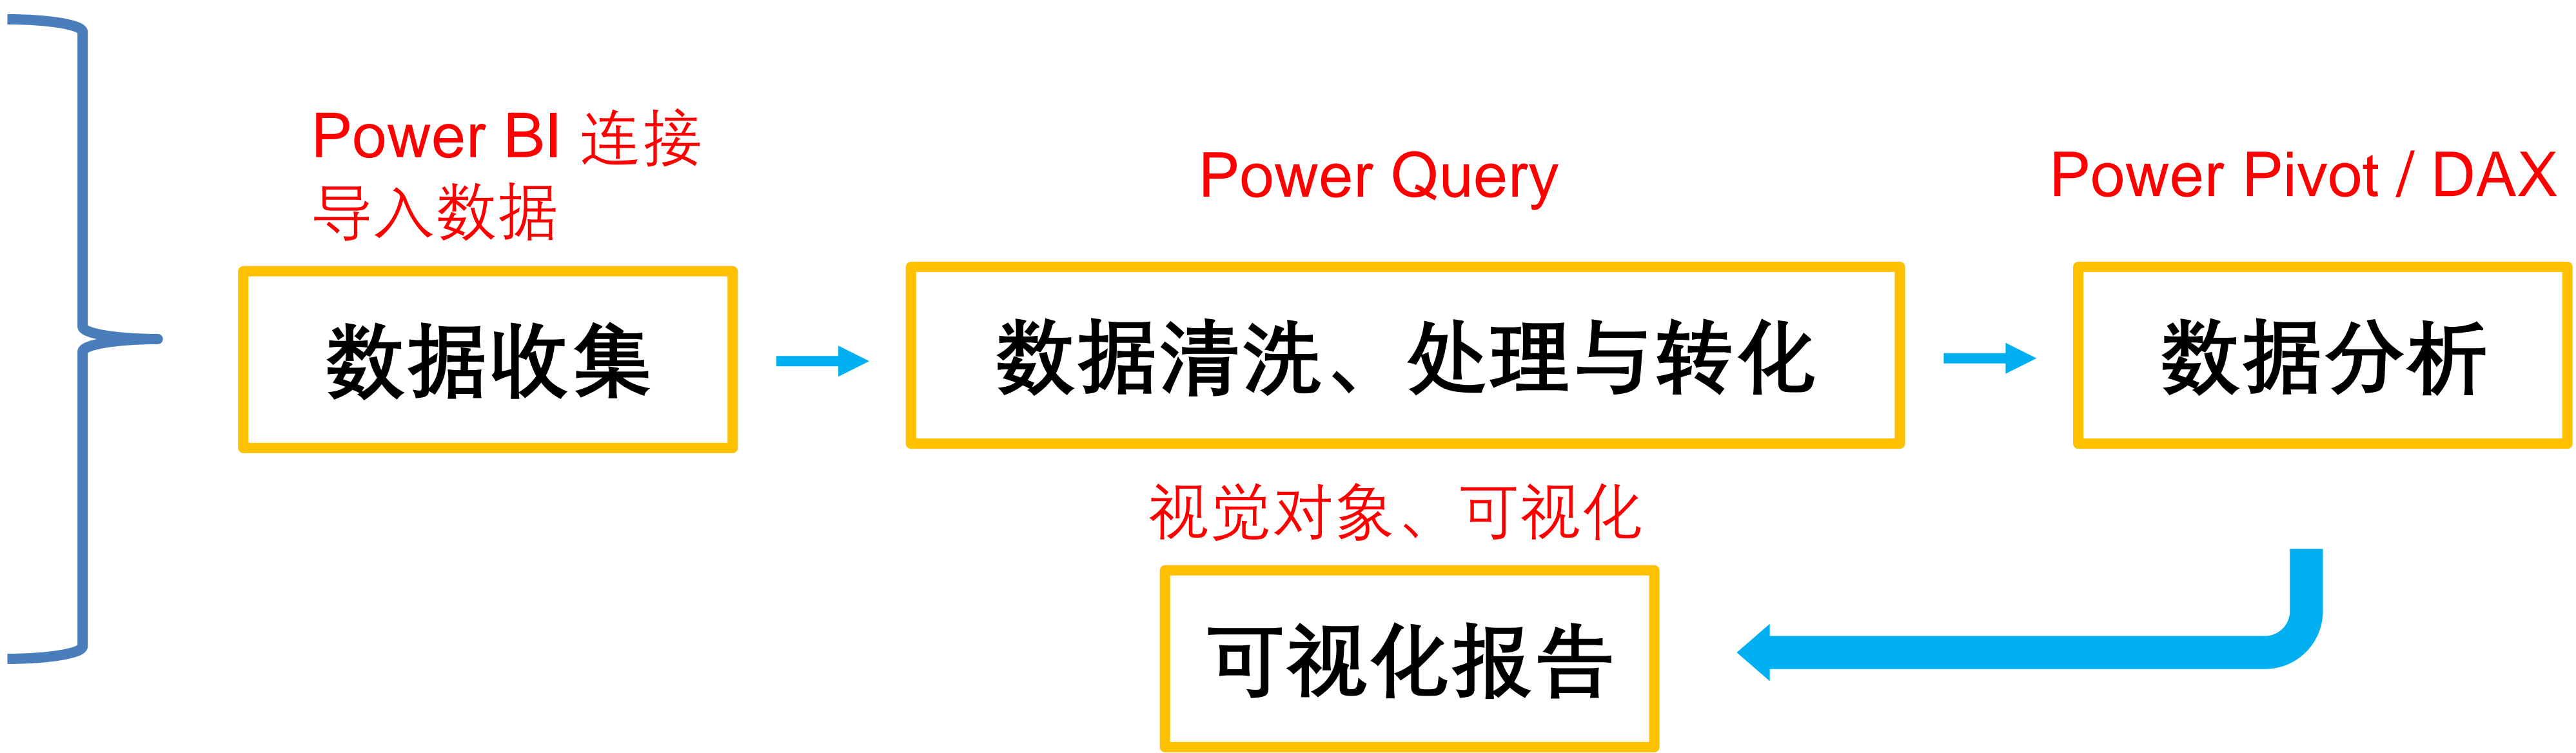 Power BI 连接
导入数据
数据收集
Power Query
数据清洗、处理与转化
Power Pivot / DAX
数据分析
视觉对象、可视化
可视化报告